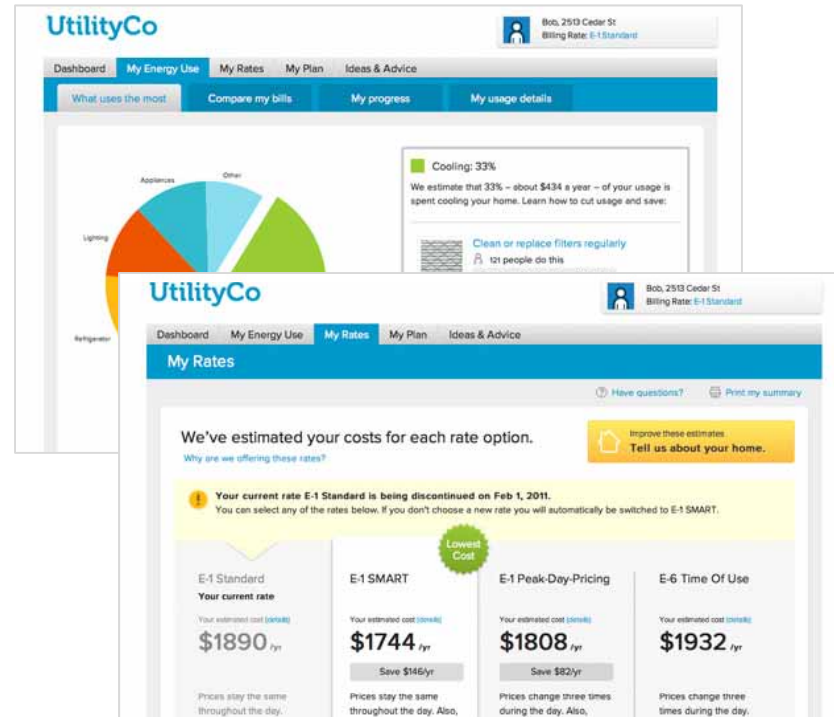 UtilityCo
Bob, 2513 Cedar St
Billing Rate: E-1 Standard
Dashboard My Energy Use My Rates My Plan Ideas & Advice
What uses the most Compare my bills My progress My usage details
Appliances
Other
Lighting
Refrigerator
Cooling: 33%
We estimate that 33% – about $434 a year – of your usage is
spent cooling your home. Learn how to cut usage and save:
Clean or replace filters regularly
121 people do this
UtilityCo
Bob, 2513 Cedar St
Billing Rate: E-1 Standard
Dashboard My Energy Use My Rates My Plan Ideas & Advice
My Rates
Have questions? Print my summary
We've estimated your costs for each rate option.
Why are we offering these rates?
Improve these estimates
Tell us about your home.
Your current rate E-1 Standard is being discontinued on Feb 1, 2011.
You can select any of the rates below. If you don't choose a new rate you will automatically be switched to E-1 SMART.
Lowest
Cost
E-1 Standard
Your current rate
Your estimated cost (details)
$1890 /yr
Prices stay the same
throughout the day.
E-1 SMART
Your estimated cost (details)
$1744 /yr
Save $146/yr
Prices stay the same
throughout the day. Also,
E-1 Peak-Day-Pricing
Your estimated cost (details)
$1808 /yr
Save $82/yr
Prices change three times
during the day. Also,
E-6 Time Of Use
Your estimated cost (details)
$1932 /yr
Prices change three
times during the day.